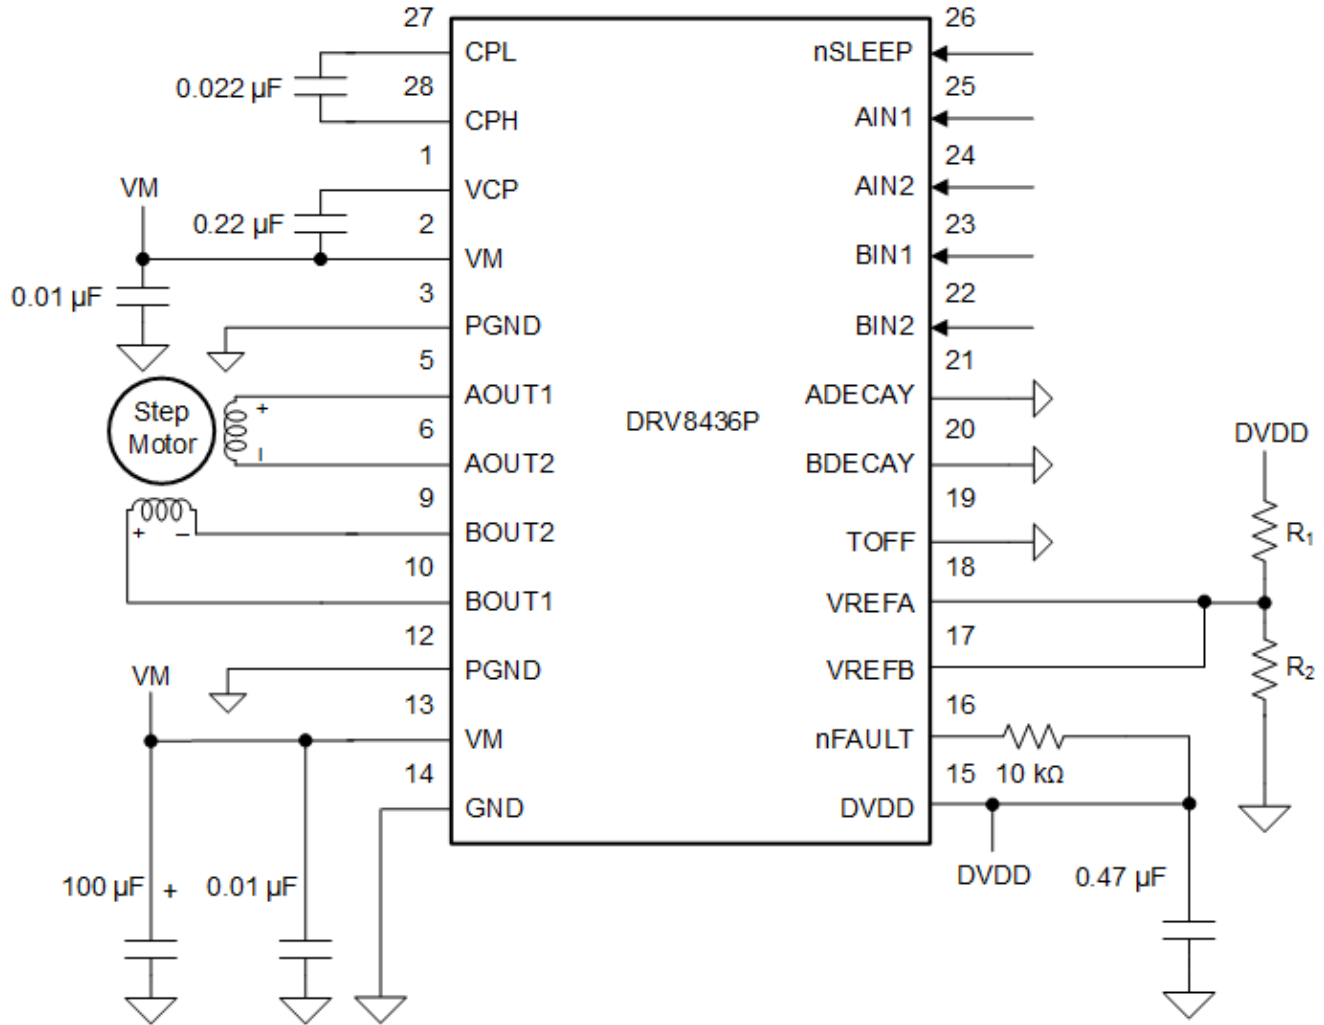 27
CPL
0.022 µF
28
CPH
1
VM
VCP
0.22 µF
2
VM
0.01 µF
3
PGND
5
AOUT1
+
Step
Motor
6
–
AOUT2
9
+
–
BOUT2
10
BOUT1
12
PGND
VM
13
VM
14
GND
100 µF
+
0.01 µF
DRV8436P
26
nSLEEP
25
AIN1
24
AIN2
23
BIN1
22
BIN2
21
ADECAY
20
BDECAY
19
TOFF
18
VREFA
17
VREFB
16
nFAULT
10 kΩ
15
DVDD
DVDD
0.47 µF
DVDD
R1
R2